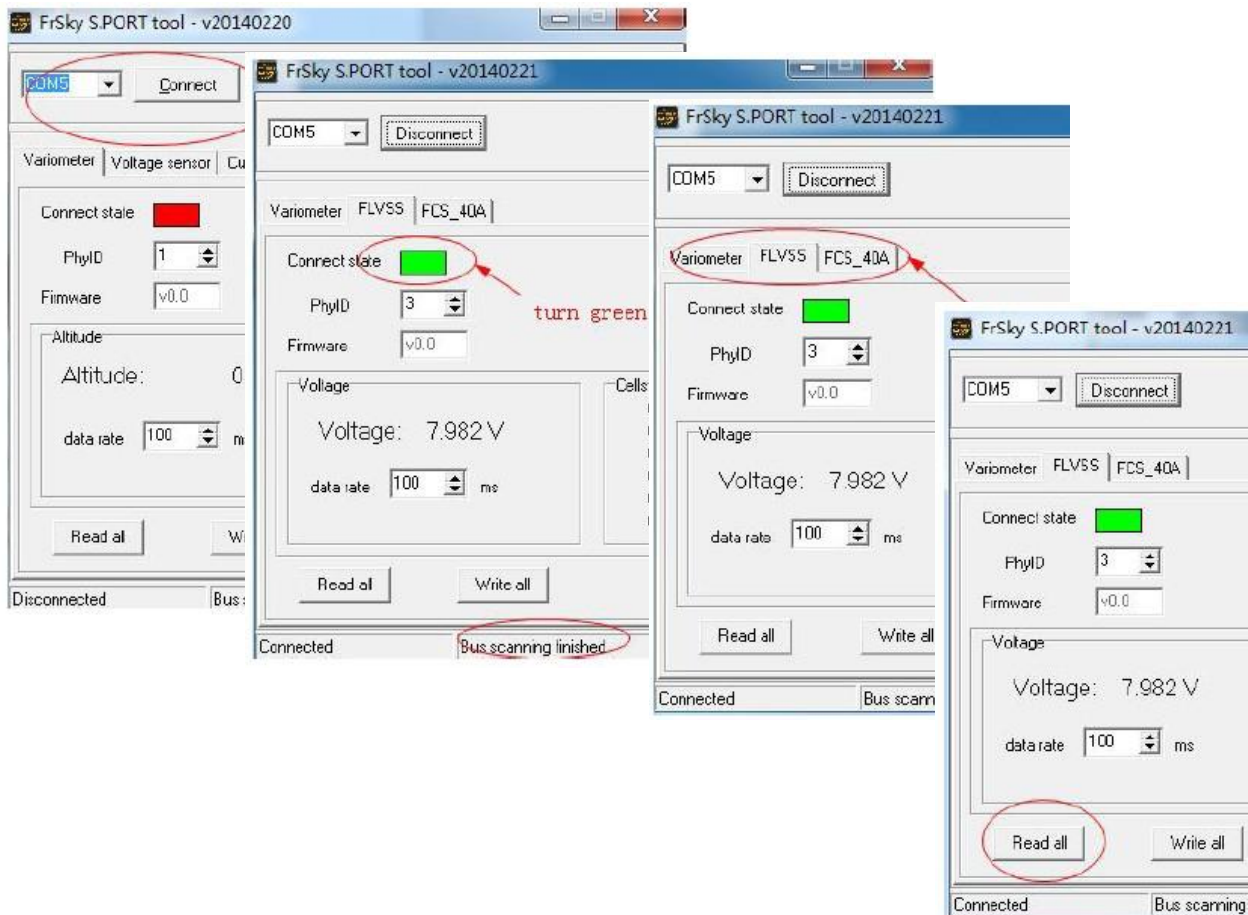 FrSky S.PORT tool - v20140220
COM5
Connect
Variometer
Voltage sensor
Cu
Connect state
PhyID
1
Firmware
v0.0
Altitude
Altitude:
0
data rate
100
m
Read all
W
Disconnected
Bus
FrSky S.PORT tool - v20140221
COM5
Disconnect
Variometer
FLVSS
FCS_40A
Connect state
turn green
PhyID
3
Firmware
v0.0
Voltage
Cells
Voltage: 7.982 V
data rate
100
ms
Read all
Write all
Connected
Bus scanning finished
FrSky S.PORT tool - v20140221
COM5
Disconnect
Variometer
FLVSS
FCS_40A
Connect state
PhyID
3
Firmware
v0.0
Voltage
Voltage: 7.982 V
data rate
100
ms
Read all
Write all
Connected
Bus scann
FrSky S.PORT tool - v20140221
COM5
Disconnect
Variometer
FLVSS
FCS_40A
Connect state
PhyID
3
Firmware
v0.0
Voltage
Voltage: 7.982 V
data rate
100
ms
Read all
Write all
Connected
Bus scanning